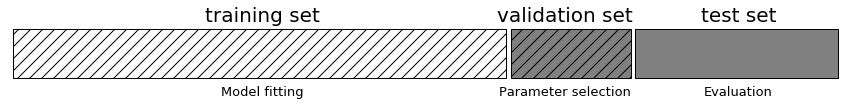 training set
validation set
test set
Model fitting
Parameter selection
Evaluation